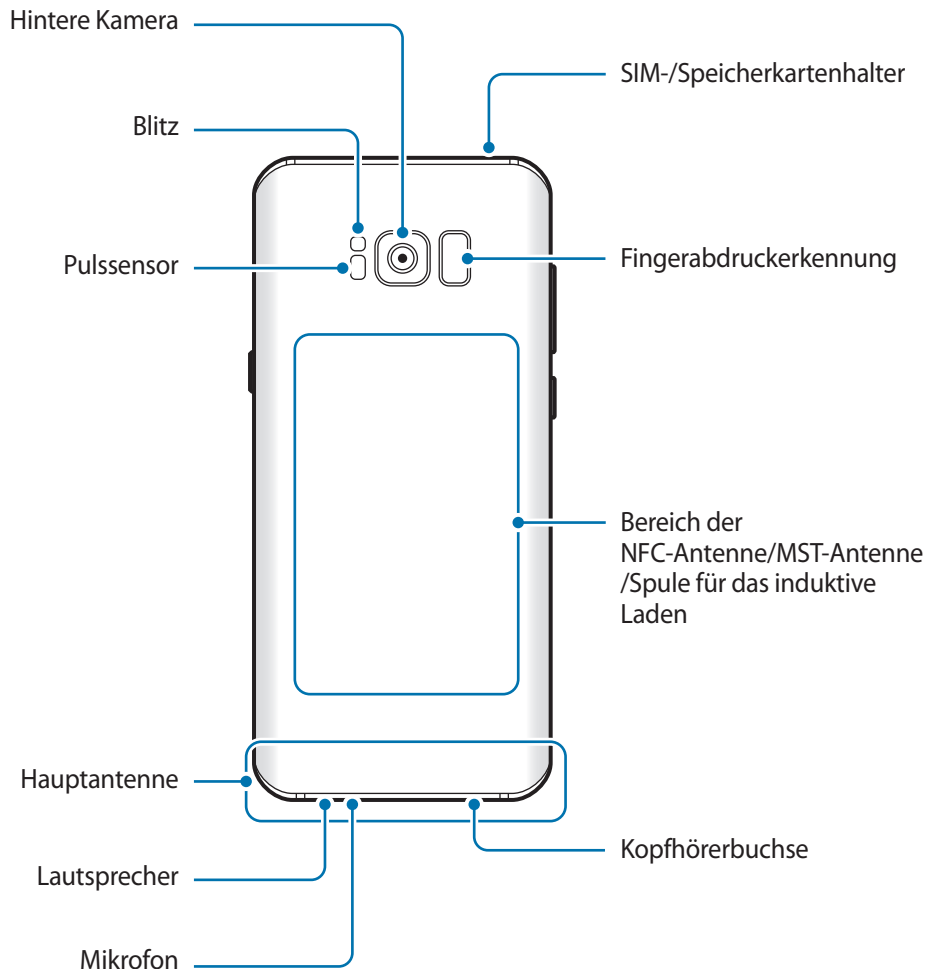 Hintere Kamera
SIM-/Speicherkartenhalter
Blitz
Pulssensor
Fingerabdruckerkennung
Bereich der
NFC-Antenne/MST-Antenne
/Spule für das induktive
Laden
Hauptantenne
Kopfhörerbuchse
Lautsprecher
Mikrofon